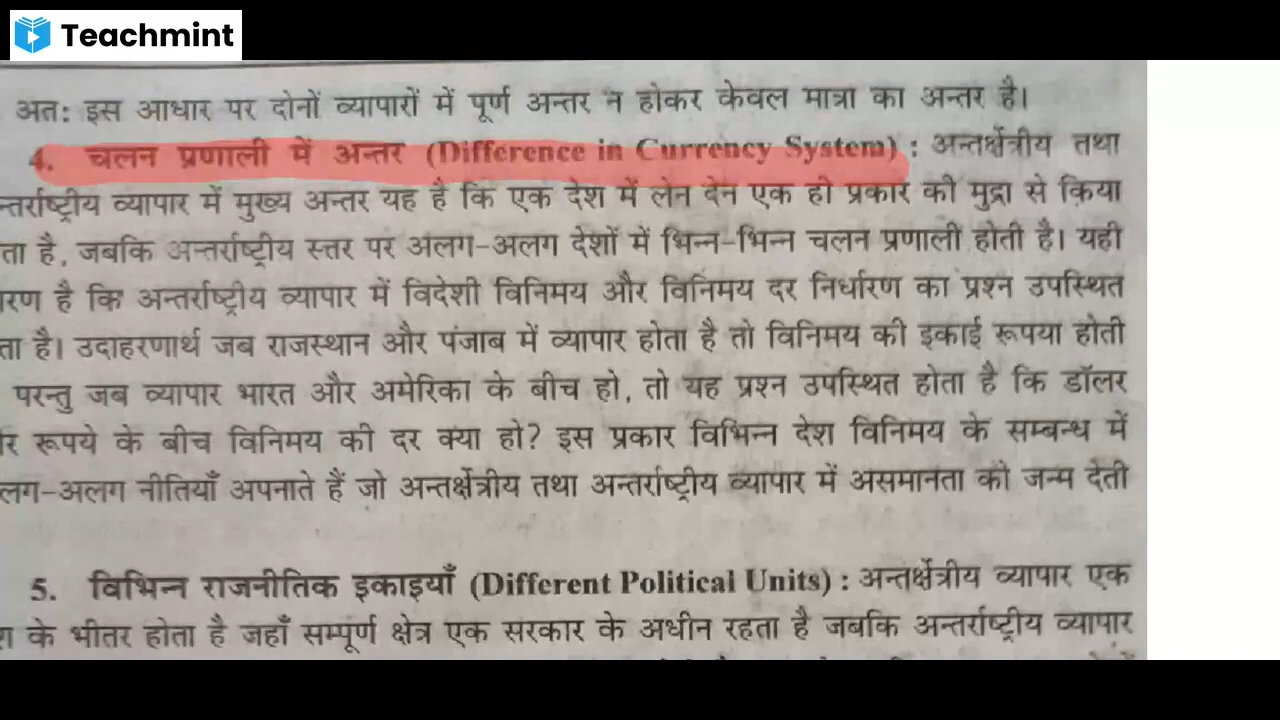 Teachmint
अतः इस आधार पर दोनों व्यापारों में पूर्ण अन्तर न होकर केवल मात्रा का अन्तर है।
4. चलन प्रणाली में अन्तर (Difference in Currency System) : अन्तर्क्षेत्रीय तथा
न्तर्राष्ट्रीय व्यापार में मुख्य अन्तर यह है कि एक देश में लेन देन एक ही प्रकार की मुद्रा से किया
ता है, जबकि अन्तर्राष्ट्रीय स्तर पर अलग-अलग देशों में भिन्न-भिन्न चलन प्रणाली होती है। यही
रण है कि अन्तर्राष्ट्रीय व्यापार में विदेशी विनिमय और विनिमय दर निर्धारण का प्रश्न उपस्थित
ता है। उदाहरणार्थ जब राजस्थान और पंजाब में व्यापार होता है तो विनिमय की इकाई रूपया होती
परन्तु जब व्यापार भारत और अमेरिका के बीच हो, तो यह प्रश्न उपस्थित होता है कि डॉलर
रूपये के बीच विनिमय की दर क्या हो? इस प्रकार विभिन्न देश विनिमय के सम्बन्ध में
लग-अलग नीतियाँ अपनाते हैं जो अन्तर्क्षेत्रीय तथा अन्तर्राष्ट्रीय व्यापार में असमानता को जन्म देती
5. विभिन्न राजनीतिक इकाइयाँ (Different Political Units) : अन्तर्क्षेत्रीय व्यापार एक
के भीतर होता है जहाँ सम्पूर्ण क्षेत्र एक सरकार के अधीन रहता है जबकि अन्तर्राष्ट्रीय व्यापार